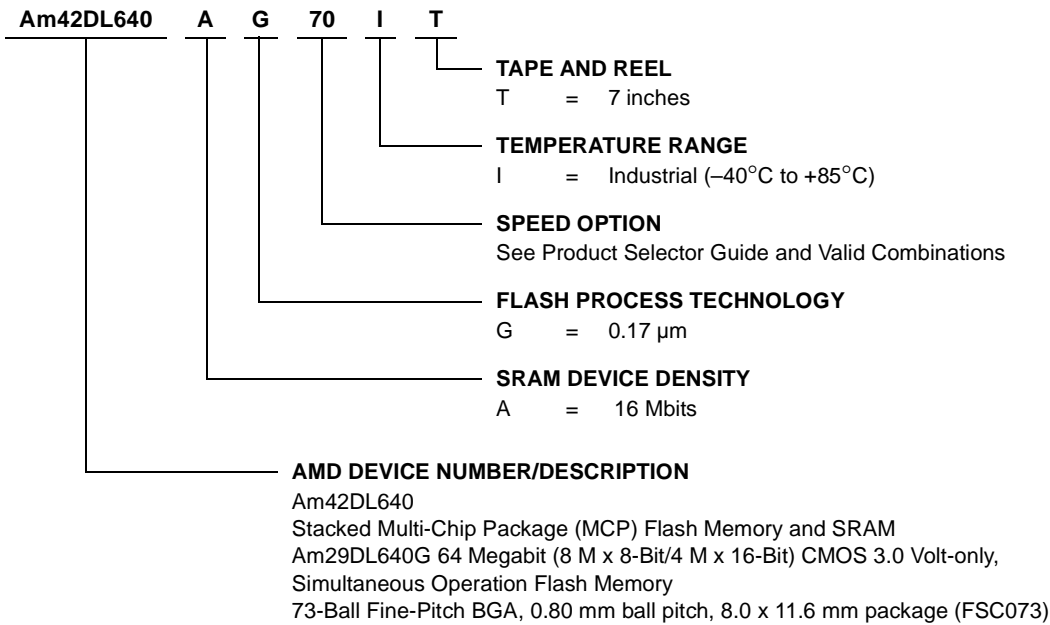 Am42DL640 A G 70 I T
TAPE AND REEL
T = 7 inches
TEMPERATURE RANGE
I = Industrial (–40°C to +85°C)
SPEED OPTION
See Product Selector Guide and Valid Combinations
FLASH PROCESS TECHNOLOGY
G = 0.17 µm
SRAM DEVICE DENSITY
A = 16 Mbits
AMD DEVICE NUMBER/DESCRIPTION
Am42DL640
Stacked Multi-Chip Package (MCP) Flash Memory and SRAM
Am29DL640G 64 Megabit (8 M x 8-Bit/4 M x 16-Bit) CMOS 3.0 Volt-only,
Simultaneous Operation Flash Memory
73-Ball Fine-Pitch BGA, 0.80 mm ball pitch, 8.0 x 11.6 mm package (FSC073)